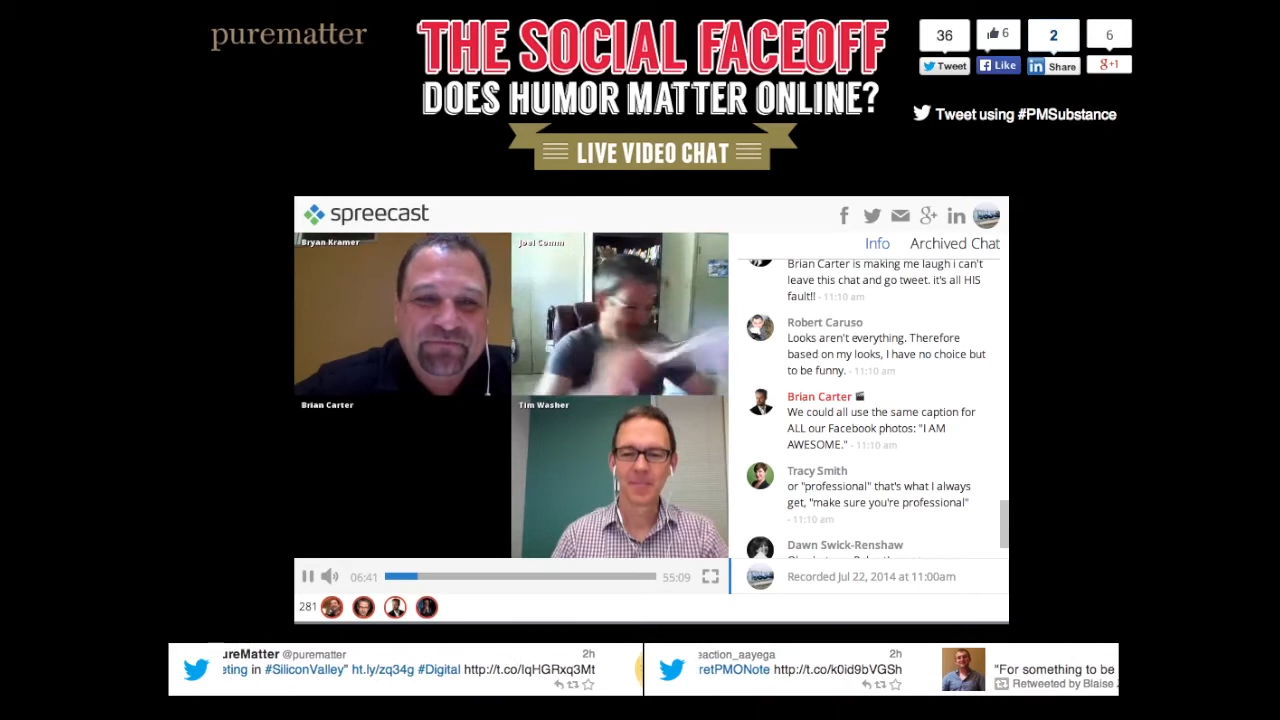 purematter
THE SOCIAL FACEOFF
DOES HUMOR MATTER ONLINE?
LIVE VIDEO CHAT
36
6
2
6
Tweet
Like
Share
g+1
Tweet using #PMSubstance
spreecast
Info
Archived Chat
Bryan Kramer
Joel Comm
Brian Carter
Tim Washer
Brian Carter is making me laugh i can't
leave this chat and go tweet. it's all HIS
fault!! - 11:10 am
Robert Caruso
Looks aren't everything. Therefore
based on my looks, I have no choice but
to be funny. - 11:10 am
Brian Carter
We could all use the same caption for
ALL our Facebook photos: "I AM
AWESOME." - 11:10 am
Tracy Smith
or "professional" that's what I always
get, "make sure you're professional"
- 11:10 am
Dawn Swick-Renshaw
06:41
55:09
Recorded Jul 22, 2014 at 11:00am
281
ureMatter @purematter
2h
eting in #SiliconValley" ht.ly/zq34g #Digital http://t.co/IqHGRxq3Mt
eaction_aayega
2h
retPMONote http://t.co/k0id9bVGSh
"For something to be
Retweeted by Blaise